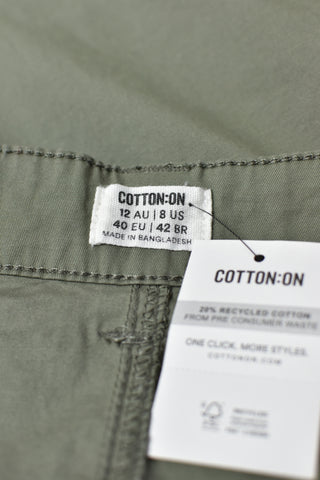 COTTON:ON
12 AU | 8 US
40 EU | 42 BR
MADE IN BANGLADESH
COTTON:ON
20% RECYCLED COTTON
FROM PRE CONSUMER WASTE
ONE CLICK. MORE STYLES.
COTTONON.COM